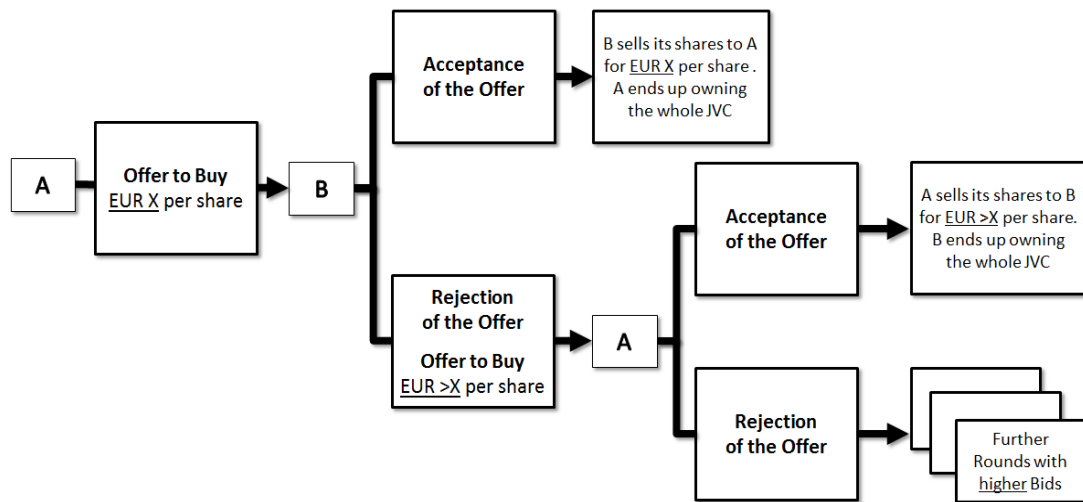 A
Offer to Buy
EUR X per share
B
Acceptance
of the Offer
B sells its shares to A
for EUR X per share .
A ends up owning
the whole JVC
Rejection
of the Offer
Offer to Buy
EUR >X per share
A
Acceptance
of the Offer
A sells its shares to B
for EUR >X per share.
B ends up owning
the whole JVC
Rejection
of the Offer
Further
Rounds with
higher Bids